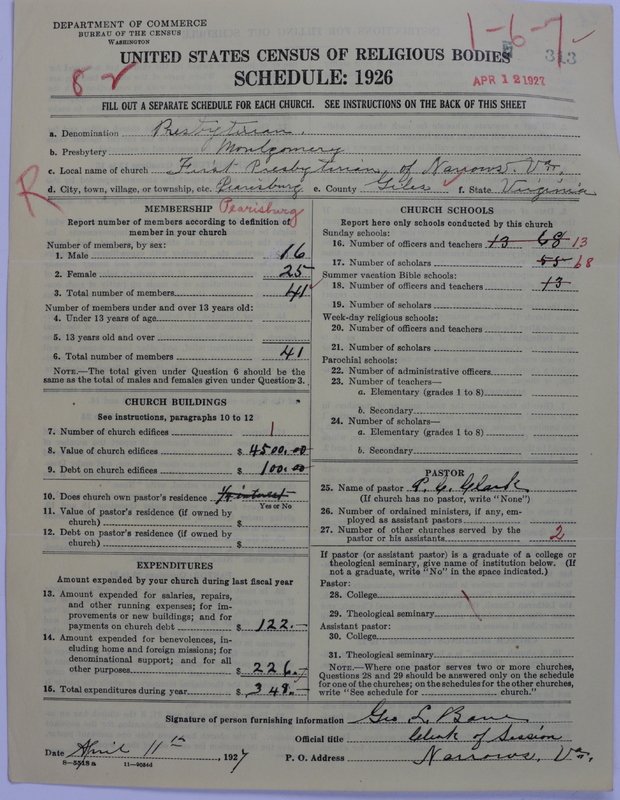 DEPARTMENT OF COMMERCE
BUREAU OF THE CENSUS
WASHINGTON
1-6-7
313
82
UNITED STATES CENSUS OF RELIGIOUS BODIES
SCHEDULE: 1926
APR 12 1927
FILL OUT A SEPARATE SCHEDULE FOR EACH CHURCH. SEE INSTRUCTIONS ON THE BACK OF THIS SHEET
a. Denomination Presbyterian.
b. Presbytery Montgomery
c. Local name of church First Presbyterian, of Narrows. Va.
R
d. City, town, village, or township, etc. Pearisburg e. County Giles f. State Virginia
MEMBERSHIP Pearisburg
Report number of members according to definition of
member in your church
Number of members, by sex:
1. Male 16
2. Female 25
3. Total number of members 41
Number of members under and over 13 years old:
4. Under 13 years of age
5. 13 years old and over
6. Total number of members 41
NOTE.—The total given under Question 6 should be the
same as the total of males and females given under Question 3.
CHURCH BUILDINGS
See instructions, paragraphs 10 to 12
7. Number of church edifices 1
8. Value of church edifices $ 4500.00
9. Debt on church edifices $ 100.00
10. Does church own pastor's residence 1/3 interest
Yes or No
11. Value of pastor's residence (if owned by
church) $
12. Debt on pastor's residence (if owned by
church) $
EXPENDITURES
Amount expended by your church during last fiscal year
13. Amount expended for salaries, repairs,
and other running expenses; for im-
provements or new buildings; and for
payments on church debt $ 122.—
14. Amount expended for benevolences, in-
cluding home and foreign missions; for
denominational support; and for all
other purposes $ 226.—
15. Total expenditures during year $ 348.—
CHURCH SCHOOLS
Report here only schools conducted by this church
Sunday schools:
16. Number of officers and teachers 13 68 13
17. Number of scholars 55 68
Summer vacation Bible schools:
18. Number of officers and teachers 13
19. Number of scholars
Week-day religious schools:
20. Number of officers and teachers
21. Number of scholars
Parochial schools:
22. Number of administrative officers
23. Number of teachers—
a. Elementary (grades 1 to 8)
b. Secondary
24. Number of scholars—
a. Elementary (grades 1 to 8)
b. Secondary
PASTOR
25. Name of pastor P. C. Clark
(If church has no pastor, write "None")
26. Number of ordained ministers, if any, em-
ployed as assistant pastors
27. Number of other churches served by the
pastor or his assistants 2
If pastor (or assistant pastor) is a graduate of a college or
theological seminary, give name of institution below. (If
not a graduate, write "No" in the space indicated.)
Pastor:
28. College
29. Theological seminary
Assistant pastor:
30. College
31. Theological seminary
NOTE.—Where one pastor serves two or more churches,
Questions 28 and 29 should be answered only on the schedule
for one of the churches; on the schedules for the other churches,
write "See schedule for church."
Signature of person furnishing information Geo L. Bane
Official title Clerk of Session
Date April 11th, 1927 P. O. Address Narrows, Va.
8-5513a 11-9054d